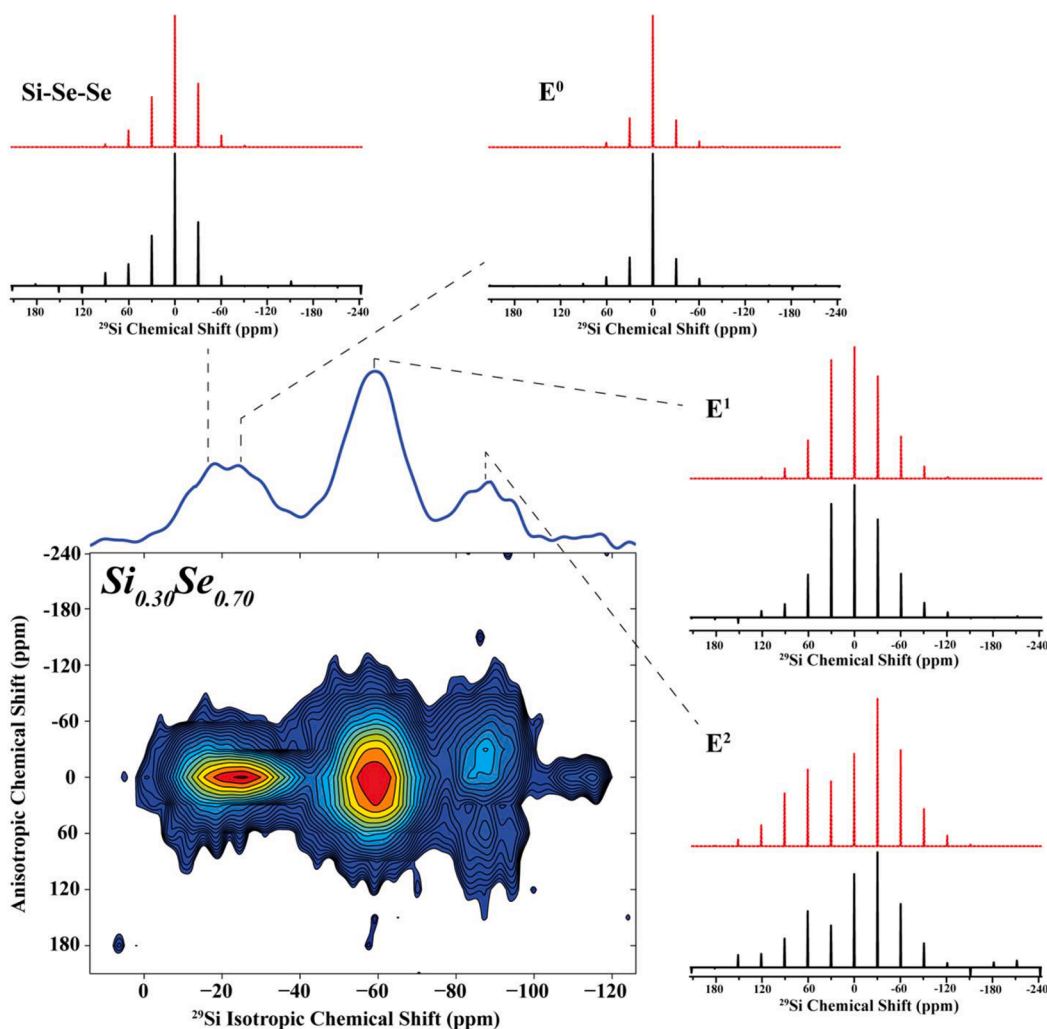 Si-Se-Se
E⁰
180 120 60 0 -60 -120 -180 -240
²⁹Si Chemical Shift (ppm)
180 120 60 0 -60 -120 -180 -240
²⁹Si Chemical Shift (ppm)
E¹
180 120 60 0 -60 -120 -180 -240
²⁹Si Chemical Shift (ppm)
E²
180 120 60 0 -60 -120 -180 -240
²⁹Si Chemical Shift (ppm)
Si₀.₃₀Se₀.₇₀
Anisotropic Chemical Shift (ppm)
-240
-180
-120
-60
0
60
120
180
0 −20 −40 −60 −80 −100 −120
²⁹Si Isotropic Chemical Shift (ppm)